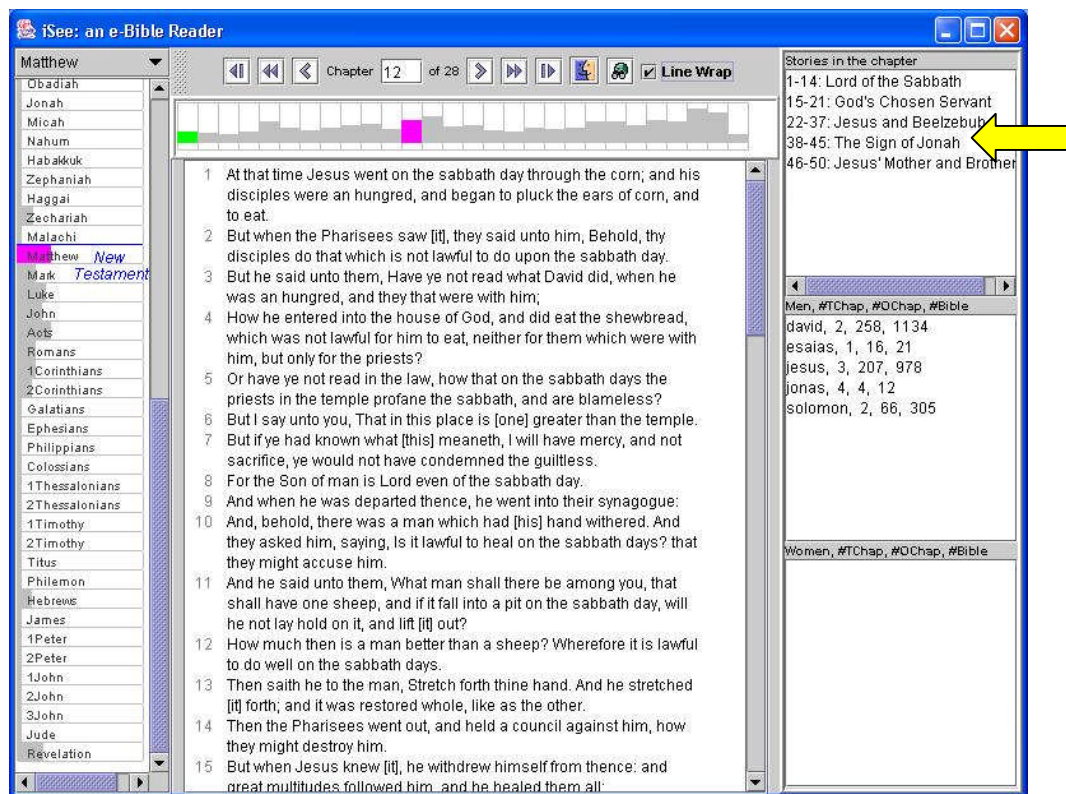 iSee: an e-Bible Reader
Matthew
Obadiah
Jonah
Micah
Nahum
Habakkuk
Zephaniah
Haggai
Zechariah
Malachi
Matthew New
Mark Testament
Luke
John
Acts
Romans
1Corinthians
2Corinthians
Galatians
Ephesians
Philippians
Colossians
1Thessalonians
2Thessalonians
1Timothy
2Timothy
Titus
Philemon
Hebrews
James
1Peter
2Peter
1John
2John
3John
Jude
Revelation
Chapter 12 of 28 Line Wrap
1 At that time Jesus went on the sabbath day through the corn; and his
disciples were an hungred, and began to pluck the ears of corn, and
to eat.
2 But when the Pharisees saw [it], they said unto him, Behold, thy
disciples do that which is not lawful to do upon the sabbath day.
3 But he said unto them, Have ye not read what David did, when he
was an hungred, and they that were with him;
4 How he entered into the house of God, and did eat the shewbread,
which was not lawful for him to eat, neither for them which were with
him, but only for the priests?
5 Or have ye not read in the law, how that on the sabbath days the
priests in the temple profane the sabbath, and are blameless?
6 But I say unto you, That in this place is [one] greater than the temple.
7 But if ye had known what [this] meaneth, I will have mercy, and not
sacrifice, ye would not have condemned the guiltless.
8 For the Son of man is Lord even of the sabbath day.
9 And when he was departed thence, he went into their synagogue:
10 And, behold, there was a man which had [his] hand withered. And
they asked him, saying, Is it lawful to heal on the sabbath days? that
they might accuse him.
11 And he said unto them, What man shall there be among you, that
shall have one sheep, and if it fall into a pit on the sabbath day, will
he not lay hold on it, and lift [it] out?
12 How much then is a man better than a sheep? Wherefore it is lawful
to do well on the sabbath days.
13 Then saith he to the man, Stretch forth thine hand. And he stretched
[it] forth; and it was restored whole, like as the other.
14 Then the Pharisees went out, and held a council against him, how
they might destroy him.
15 But when Jesus knew [it], he withdrew himself from thence: and
great multitudes followed him, and he healed them all;
Stories in the chapter
1-14: Lord of the Sabbath
15-21: God's Chosen Servant
22-37: Jesus and Beelzebub
38-45: The Sign of Jonah
46-50: Jesus' Mother and Brother
Men, #TChap, #OChap, #Bible
david, 2, 258, 1134
esaias, 1, 16, 21
jesus, 3, 207, 978
jonas, 4, 4, 12
solomon, 2, 66, 305
Women, #TChap, #OChap, #Bible